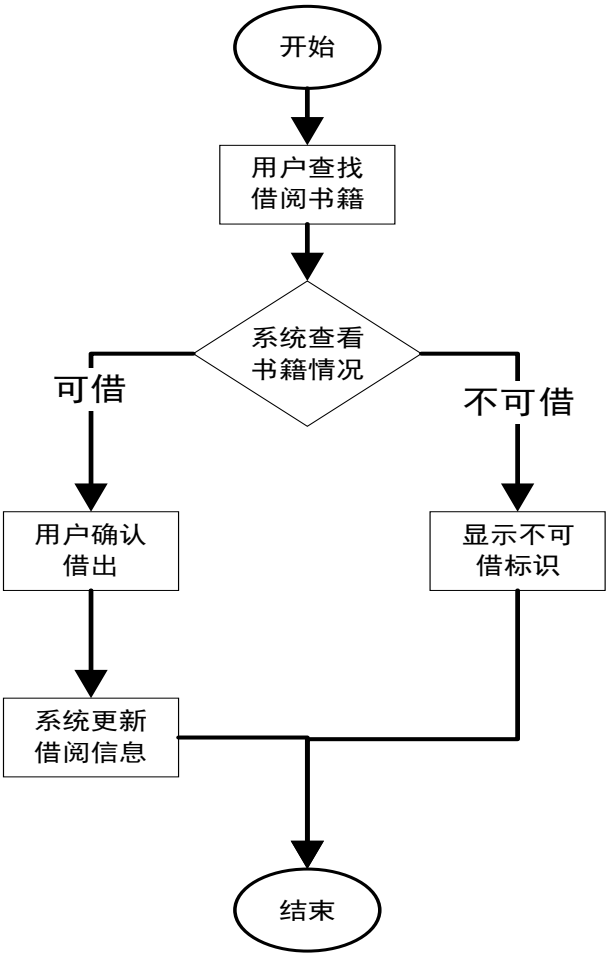 开始
用户查找
借阅书籍
系统查看
书籍情况
可借
不可借
用户确认
借出
显示不可
借标识
系统更新
借阅信息
结束